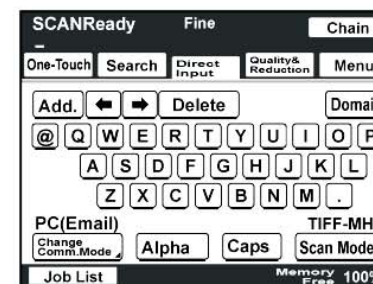 SCANReady Fine Chain
One-Touch Search Direct Input Quality& Reduction Menu
Add. Delete Domai
@ Q W E R T Y U I O P
A S D F G H J K L
Z X C V B N M .
PC(Email) TIFF-MH
Change Comm.Mode Alpha Caps Scan Mode
Job List Memory Free 100%